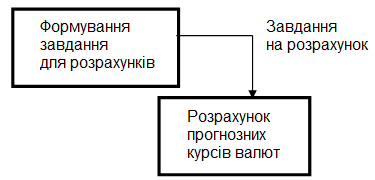 Формування
завдання
для розрахунків
Завдання
на розрахунок
Розрахунок
прогнозних
курсів валют